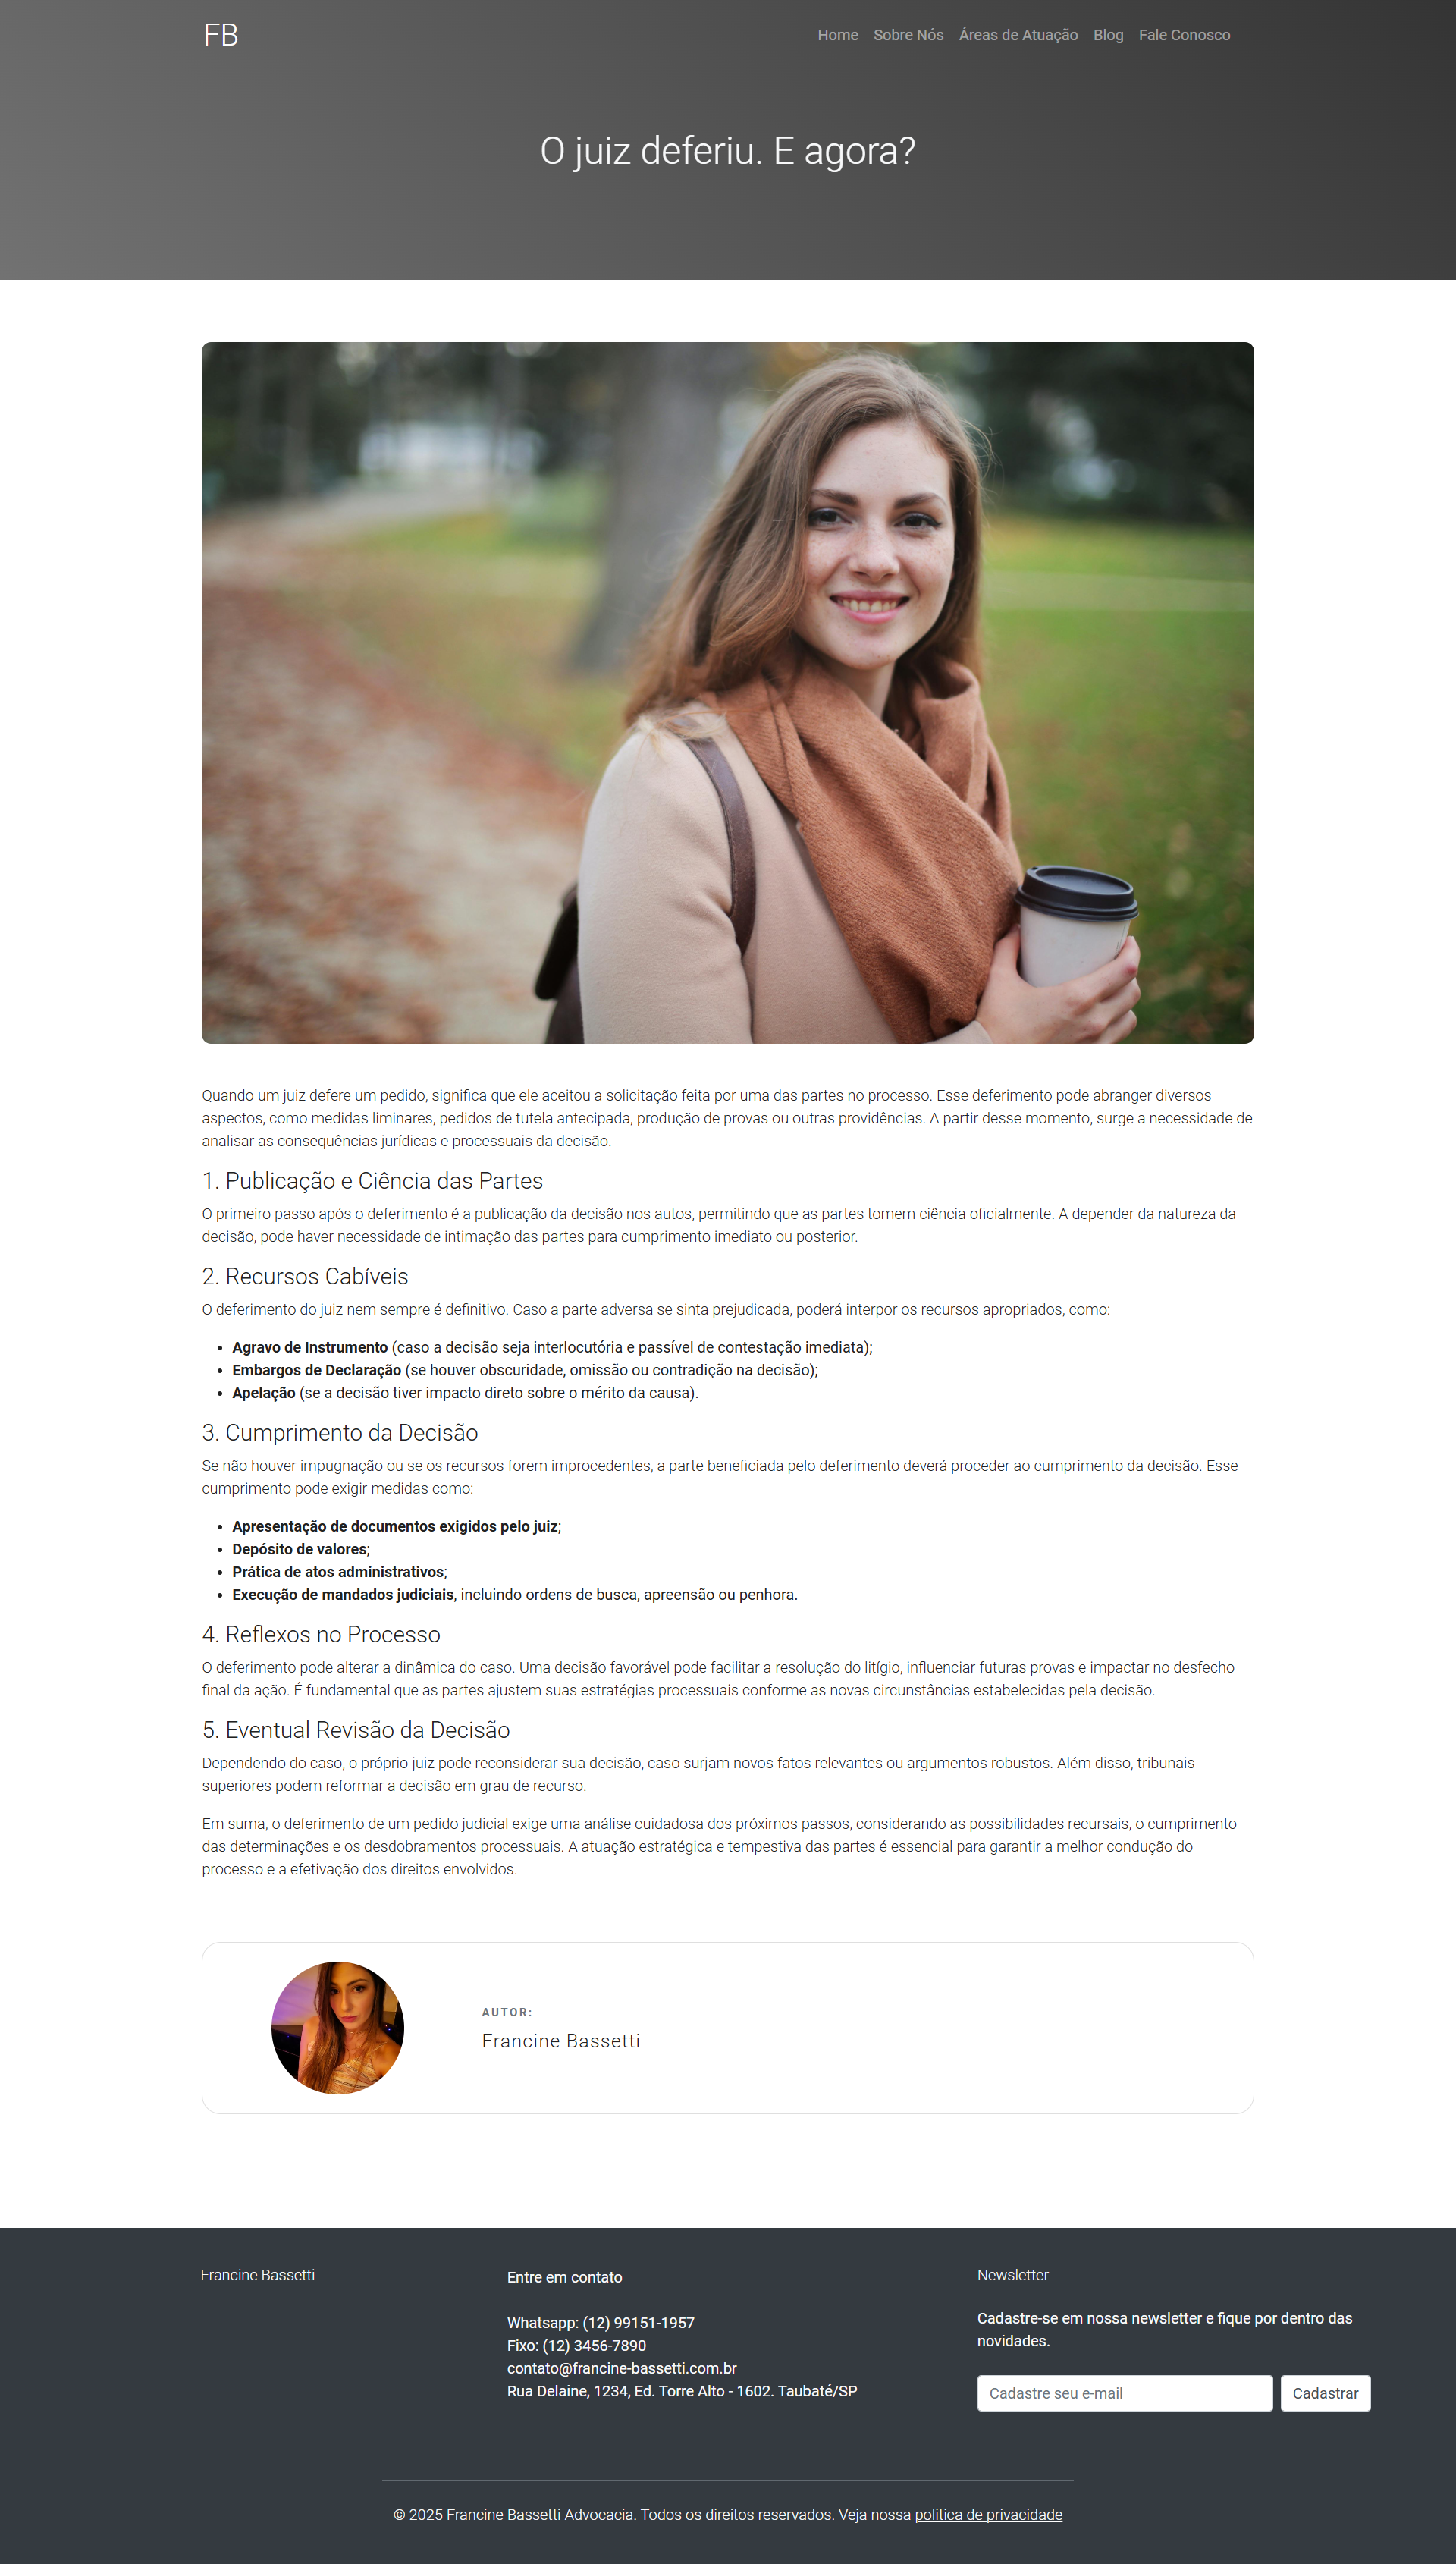 FB
Home Sobre Nós Áreas de Atuação Blog Fale Conosco
O juiz deferiu. E agora?
Quando um juiz defere um pedido, significa que ele aceitou a solicitação feita por uma das partes no processo. Esse deferimento pode abranger diversos
aspectos, como medidas liminares, pedidos de tutela antecipada, produção de provas ou outras providências. A partir desse momento, surge a necessidade de
analisar as consequências jurídicas e processuais da decisão.
1. Publicação e Ciência das Partes
O primeiro passo após o deferimento é a publicação da decisão nos autos, permitindo que as partes tomem ciência oficialmente. A depender da natureza da
decisão, pode haver necessidade de intimação das partes para cumprimento imediato ou posterior.
2. Recursos Cabíveis
O deferimento do juiz nem sempre é definitivo. Caso a parte adversa se sinta prejudicada, poderá interpor os recursos apropriados, como:
• Agravo de Instrumento (caso a decisão seja interlocutória e passível de contestação imediata);
• Embargos de Declaração (se houver obscuridade, omissão ou contradição na decisão);
• Apelação (se a decisão tiver impacto direto sobre o mérito da causa).
3. Cumprimento da Decisão
Se não houver impugnação ou se os recursos forem improcedentes, a parte beneficiada pelo deferimento deverá proceder ao cumprimento da decisão. Esse
cumprimento pode exigir medidas como:
• Apresentação de documentos exigidos pelo juiz;
• Depósito de valores;
• Prática de atos administrativos;
• Execução de mandados judiciais, incluindo ordens de busca, apreensão ou penhora.
4. Reflexos no Processo
O deferimento pode alterar a dinâmica do caso. Uma decisão favorável pode facilitar a resolução do litígio, influenciar futuras provas e impactar no desfecho
final da ação. É fundamental que as partes ajustem suas estratégias processuais conforme as novas circunstâncias estabelecidas pela decisão.
5. Eventual Revisão da Decisão
Dependendo do caso, o próprio juiz pode reconsiderar sua decisão, caso surjam novos fatos relevantes ou argumentos robustos. Além disso, tribunais
superiores podem reformar a decisão em grau de recurso.
Em suma, o deferimento de um pedido judicial exige uma análise cuidadosa dos próximos passos, considerando as possibilidades recursais, o cumprimento
das determinações e os desdobramentos processuais. A atuação estratégica e tempestiva das partes é essencial para garantir a melhor condução do
processo e a efetivação dos direitos envolvidos.
AUTOR:
Francine Bassetti
Francine Bassetti
Entre em contato
Whatsapp: (12) 99151-1957
Fixo: (12) 3456-7890
contato@francine-bassetti.com.br
Rua Delaine, 1234, Ed. Torre Alto - 1602. Taubaté/SP
Newsletter
Cadastre-se em nossa newsletter e fique por dentro das
novidades.
Cadastre seu e-mail Cadastrar
© 2025 Francine Bassetti Advocacia. Todos os direitos reservados. Veja nossa politica de privacidade